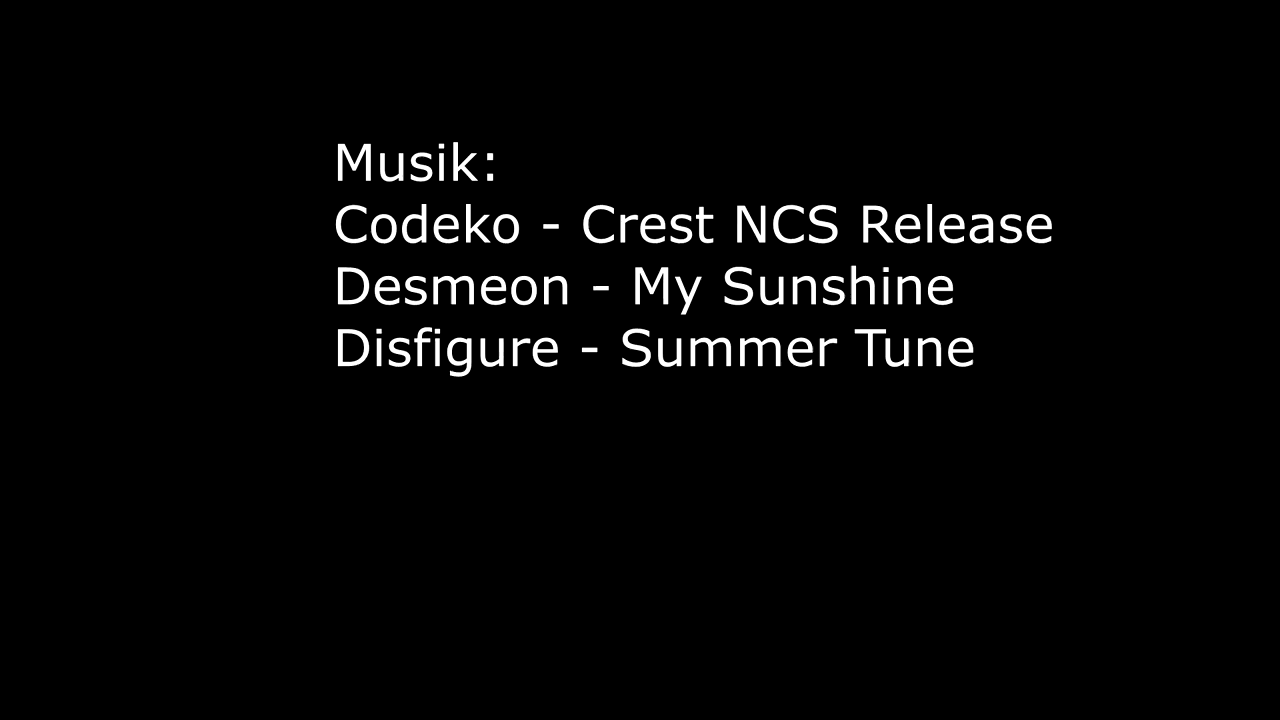 Musik:
Codeko - Crest NCS Release
Desmeon - My Sunshine
Disfigure - Summer Tune